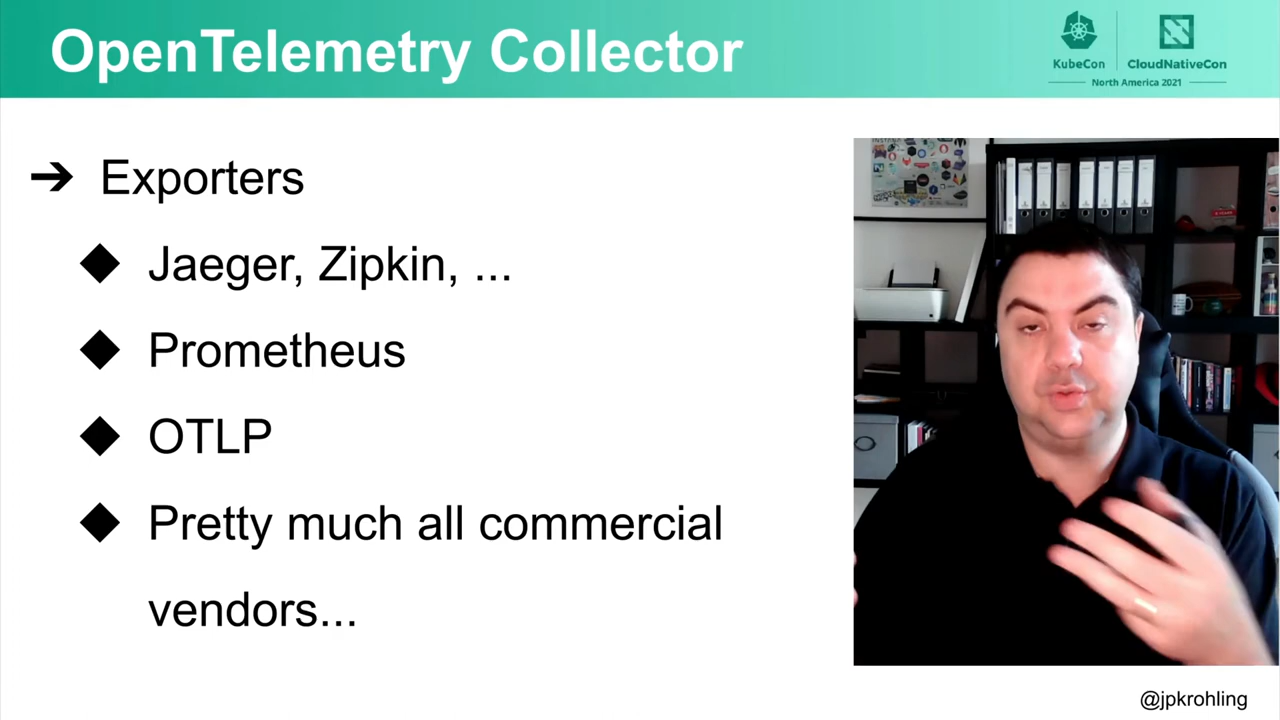 OpenTelemetry Collector
KubeCon
CloudNativeCon
North America 2021
➔ Exporters
◆ Jaeger, Zipkin, ...
◆ Prometheus
◆ OTLP
◆ Pretty much all commercial
vendors...
@jpkrohling